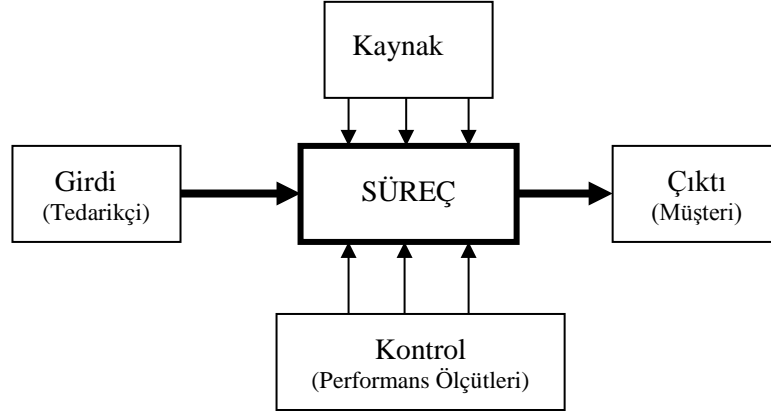 Kaynak
Girdi
(Tedarikçi)
SÜREÇ
Çıktı
(Müşteri)
Kontrol
(Performans Ölçütleri)